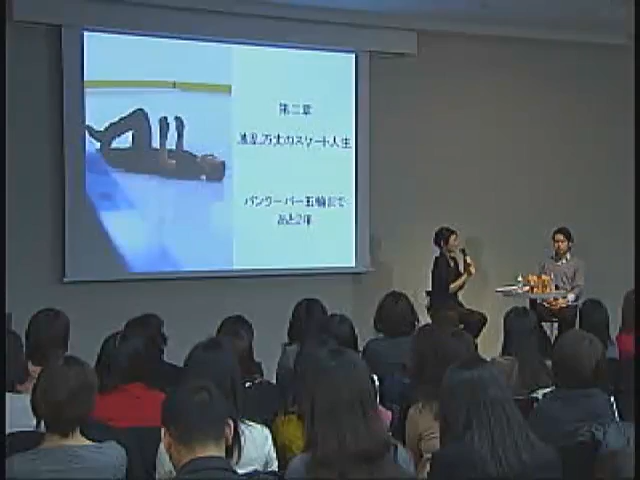 第二章
波乱万丈のスケート人生
バンクーバー五輪まで
あと2年